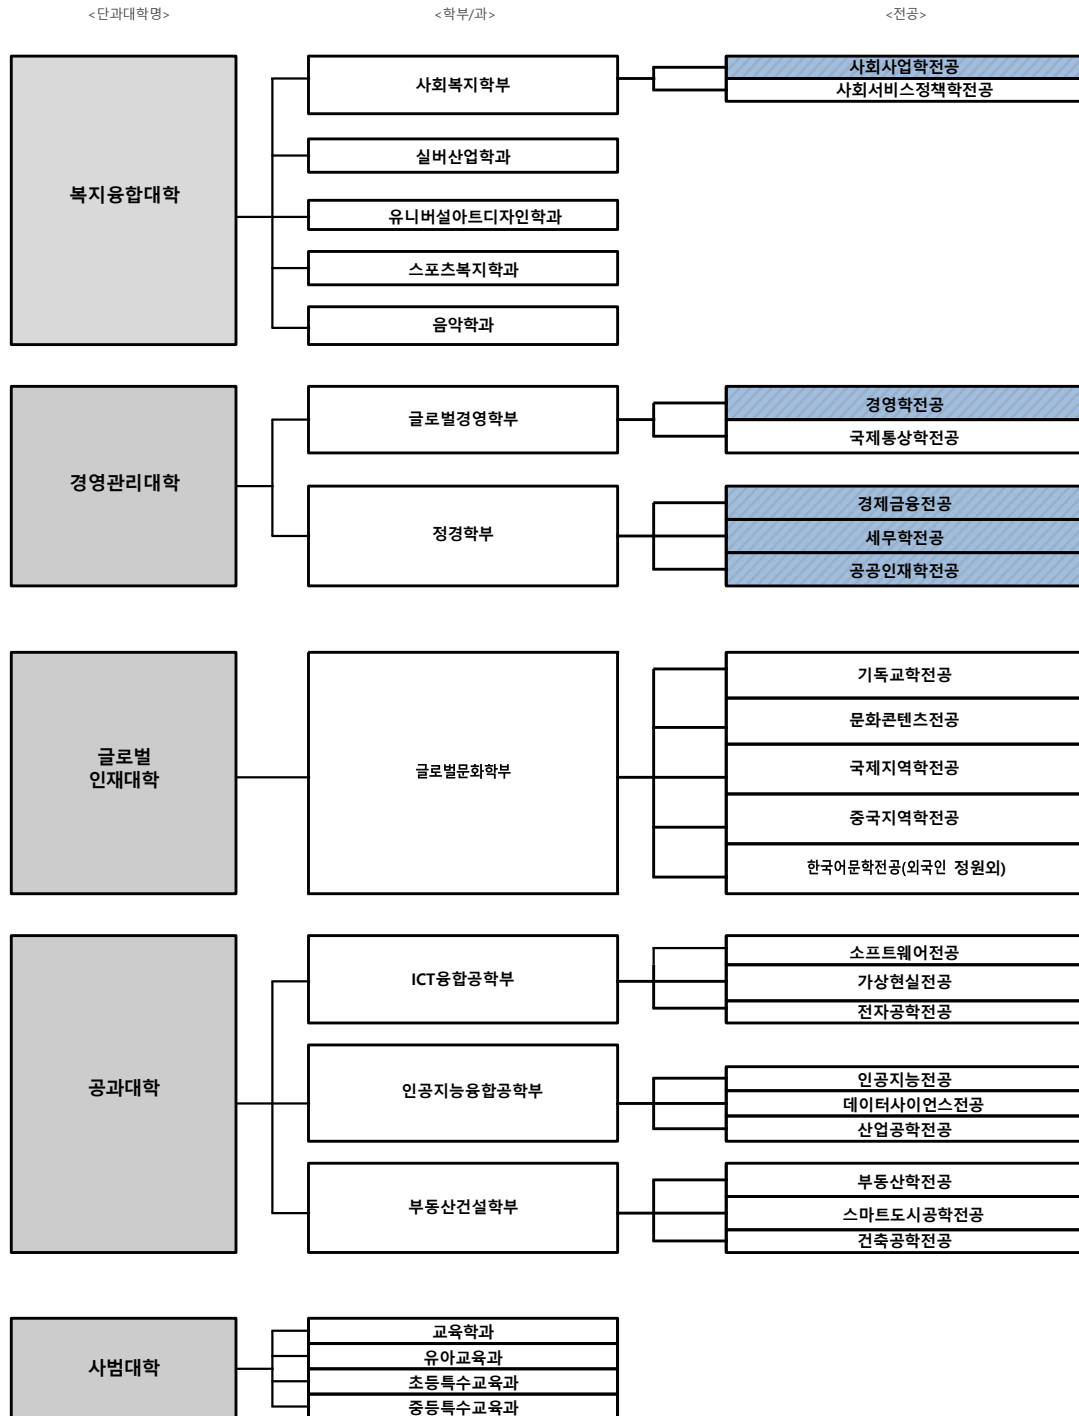 <단과대학명> <학부/과> <전공>
복지융합대학
사회복지학부
사회사업학전공
사회서비스정책학전공
실버산업학과
유니버설아트디자인학과
스포츠복지학과
음악학과
경영관리대학
글로벌경영학부
경영학전공
국제통상학전공
정경학부
경제금융전공
세무학전공
공공인재학전공
글로벌
인재대학
글로벌문화학부
기독교학전공
문화콘텐츠전공
국제지역학전공
중국지역학전공
한국어문학전공(외국인 정원외)
공과대학
ICT융합공학부
소프트웨어전공
가상현실전공
전자공학전공
인공지능융합공학부
인공지능전공
데이터사이언스전공
산업공학전공
부동산건설학부
부동산학전공
스마트도시공학전공
건축공학전공
사범대학
교육학과
유아교육과
초등특수교육과
중등특수교육과